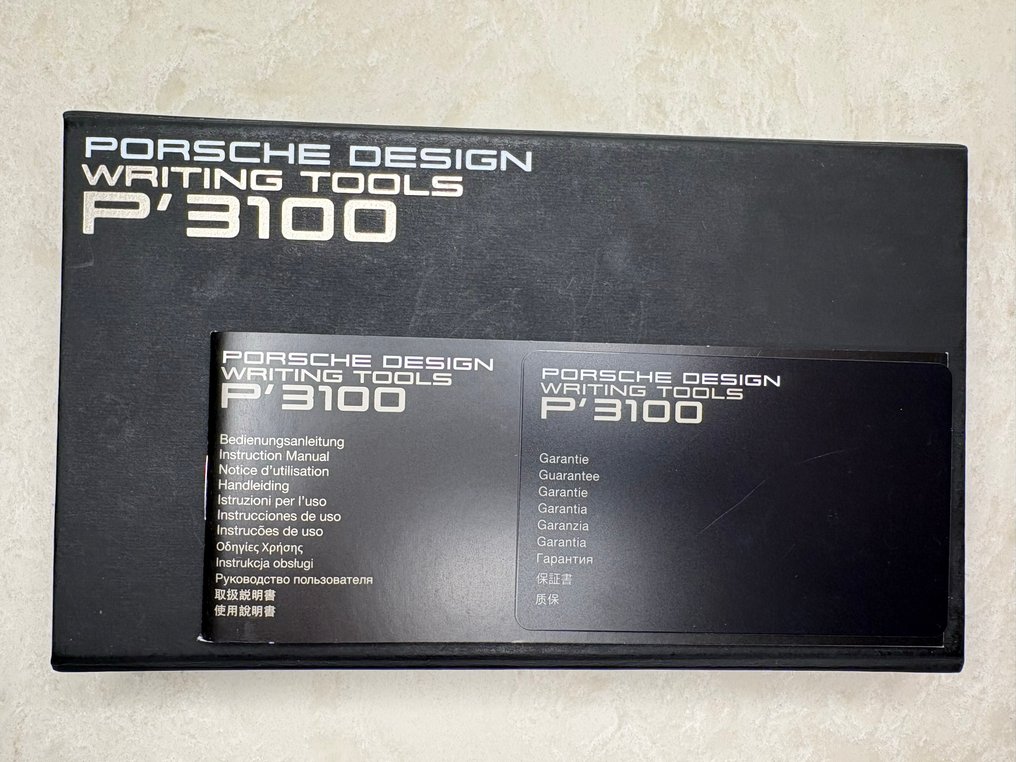 PORSCHE DESIGN
WRITING TOOLS
P'3100
PORSCHE DESIGN
WRITING TOOLS
P'3100
Bedienungsanleitung
Instruction Manual
Notice d'utilisation
Handleiding
Istruzioni per l'uso
Instrucciones de uso
Instrucões de uso
Οδηγίες Χρήσης
Instrukcja obsługi
Руководство пользователя
取扱説明書
使用說明書
PORSCHE DESIGN
WRITING TOOLS
P'3100
Garantie
Guarantee
Garantie
Garantia
Garanzia
Garantia
Гарантия
保証書
质保